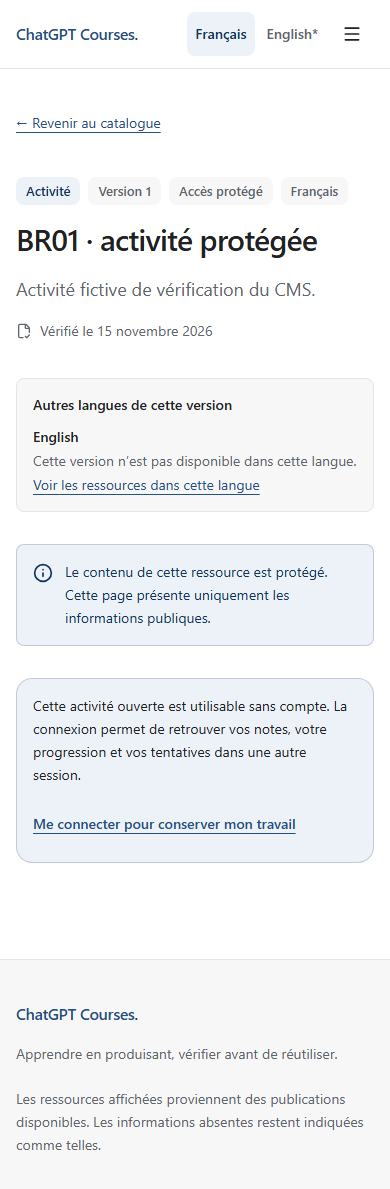 ChatGPT Courses.
Français
English*
← Revenir au catalogue
Activité
Version 1
Accès protégé
Français
BR01 · activité protégée
Activité fictive de vérification du CMS.
Vérifié le 15 novembre 2026
Autres langues de cette version
English
Cette version n’est pas disponible dans cette langue.
Voir les ressources dans cette langue
Le contenu de cette ressource est protégé.
Cette page présente uniquement les
informations publiques.
Cette activité ouverte est utilisable sans compte. La
connexion permet de retrouver vos notes, votre
progression et vos tentatives dans une autre
session.
Me connecter pour conserver mon travail
ChatGPT Courses.
Apprendre en produisant, vérifier avant de réutiliser.
Les ressources affichées proviennent des publications
disponibles. Les informations absentes restent indiquées
comme telles.